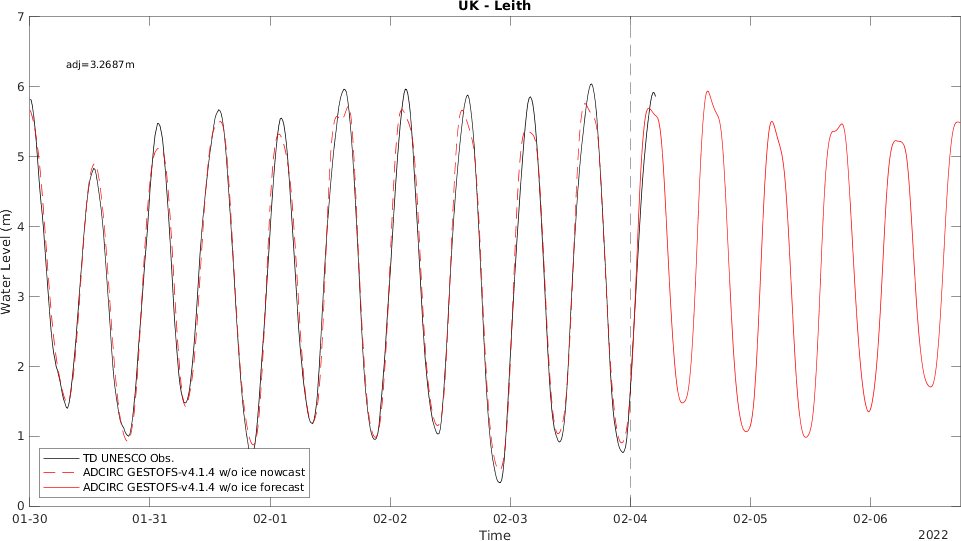 UK - Leith
7
adj=3.2687m
6
5
4
3
2
1
0
Water Level (m)
TD UNESCO Obs.
ADCIRC GESTOFS-v4.1.4 w/o ice nowcast
ADCIRC GESTOFS-v4.1.4 w/o ice forecast
01-30 01-31 02-01 02-02 02-03 02-04 02-05 02-06
Time
2022